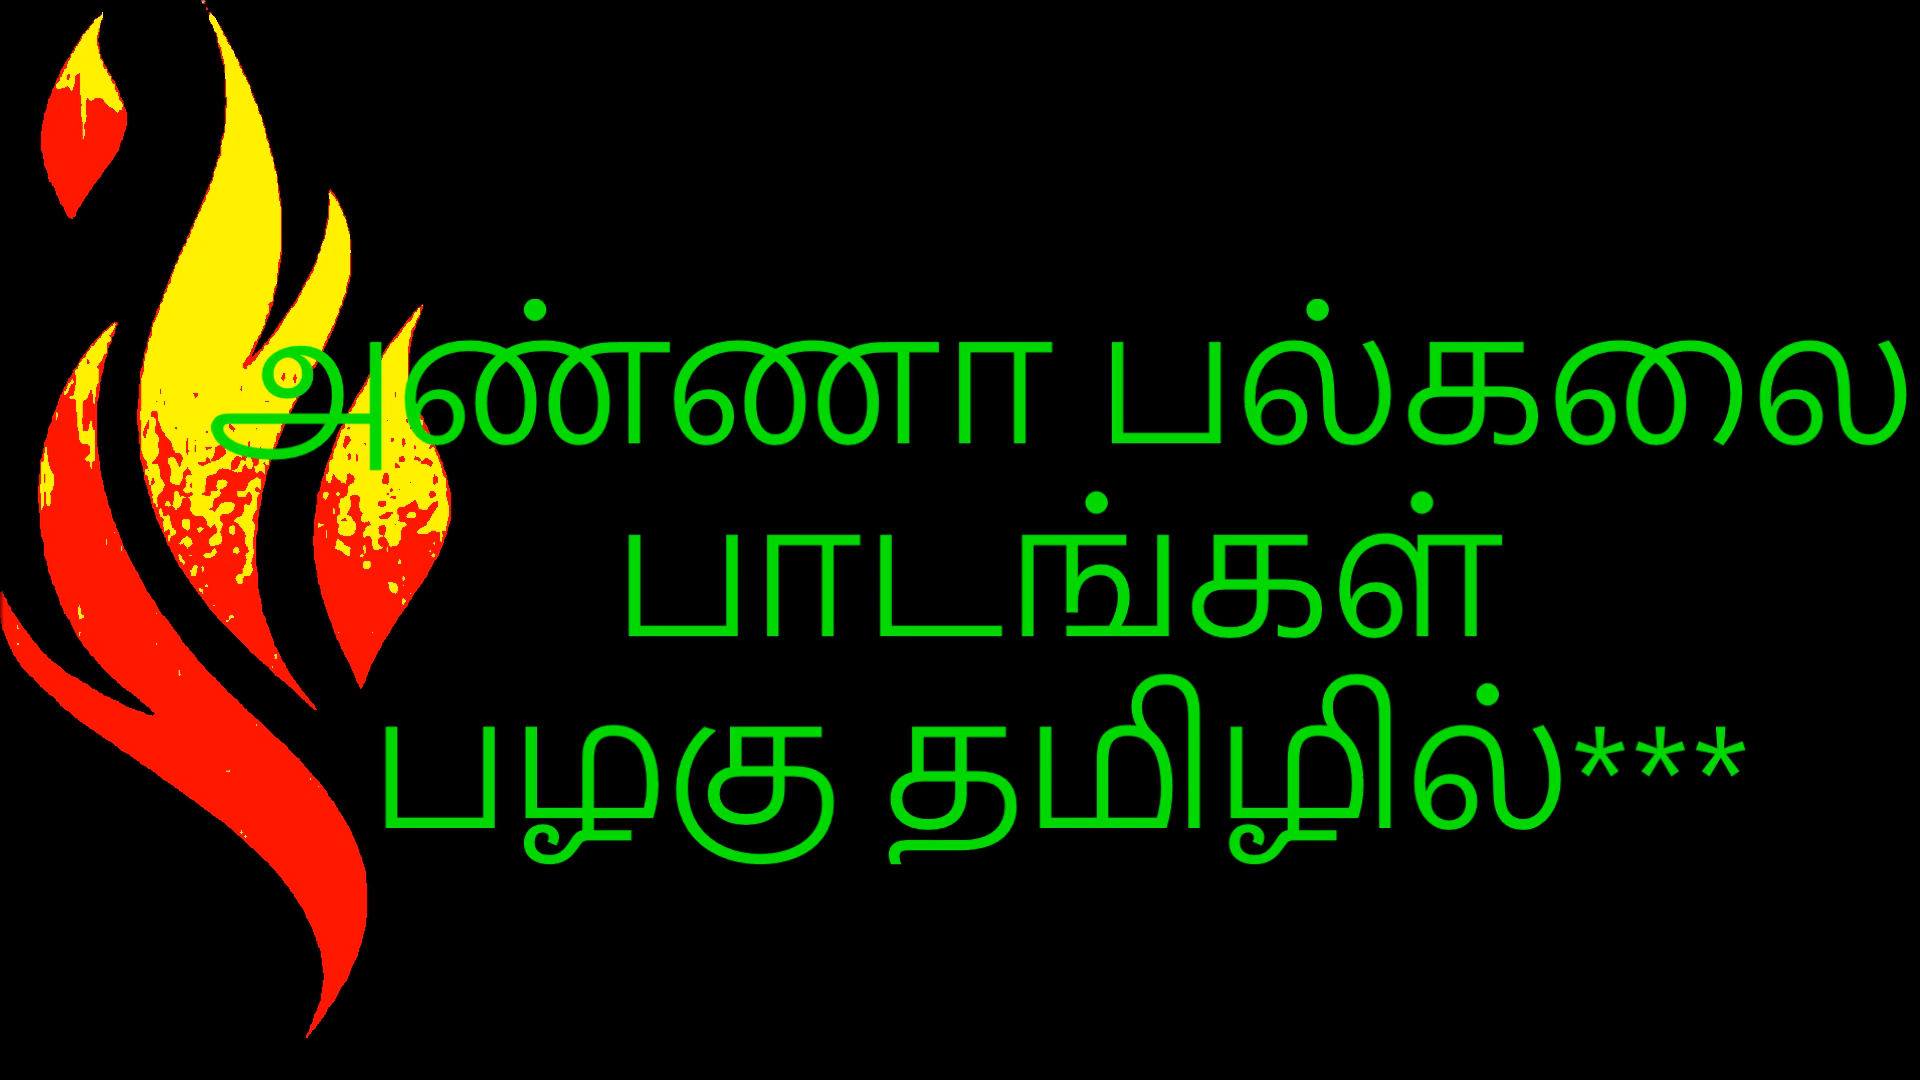 அண்ணா பல்கலை
பாடங்கள்
பழகு தமிழில்***